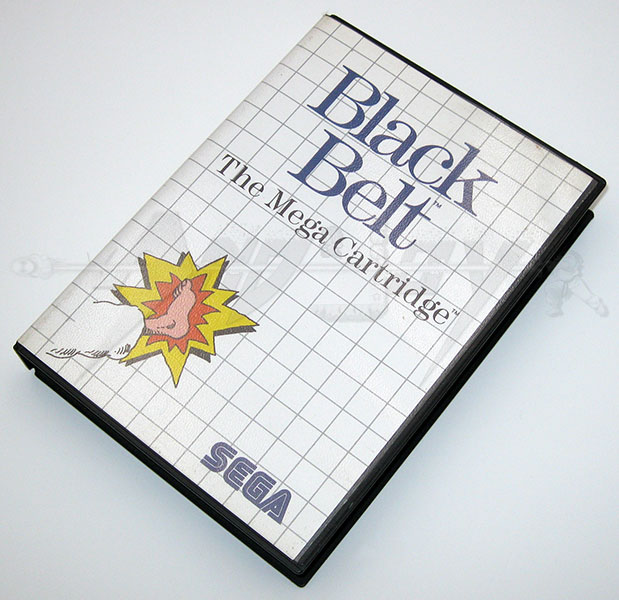 Black
Belt™
The Mega Cartridge™
SEGA